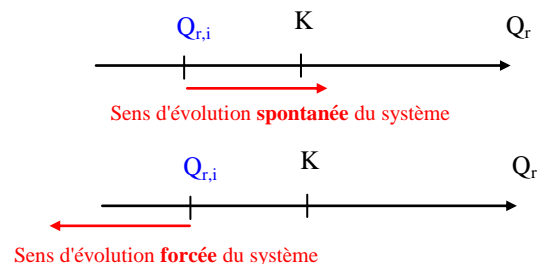 Qr,i K Qr
Sens d'évolution spontanée du système
Qr,i K Qr
Sens d'évolution forcée du système